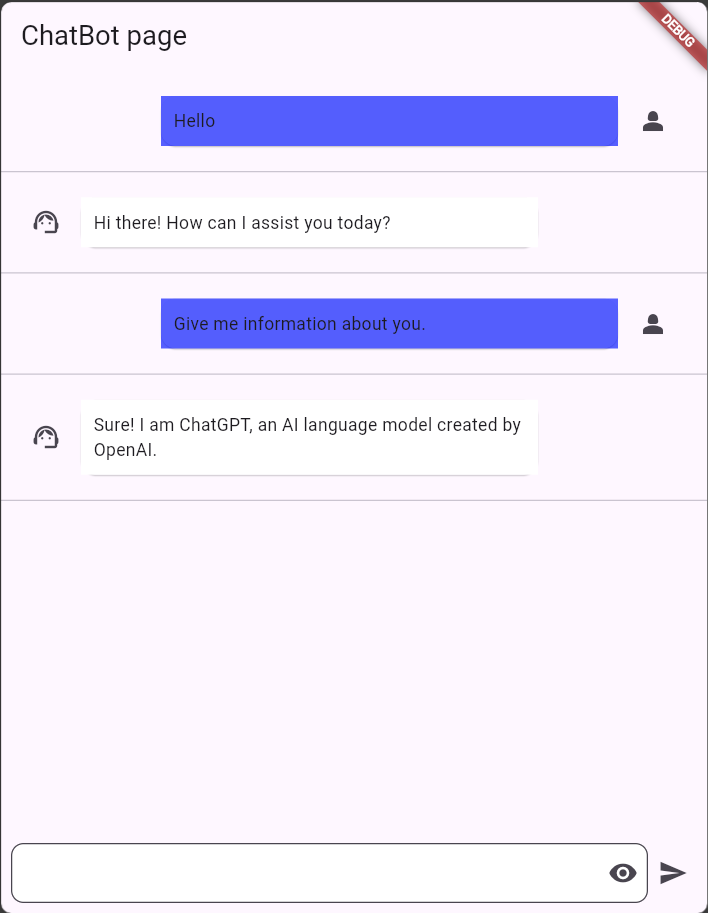 ChatBot page
DEBUG
Hello
Hi there! How can I assist you today?
Give me information about you.
Sure! I am ChatGPT, an AI language model created by
OpenAI.